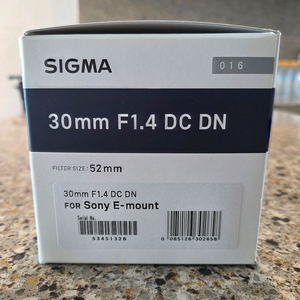 SIGMA
016
30mm F1.4 DC DN
FILTER SIZE: 52mm
30mm F1.4 DC DN
FOR Sony E-mount
Serial No.
53451328
0 085126 302658